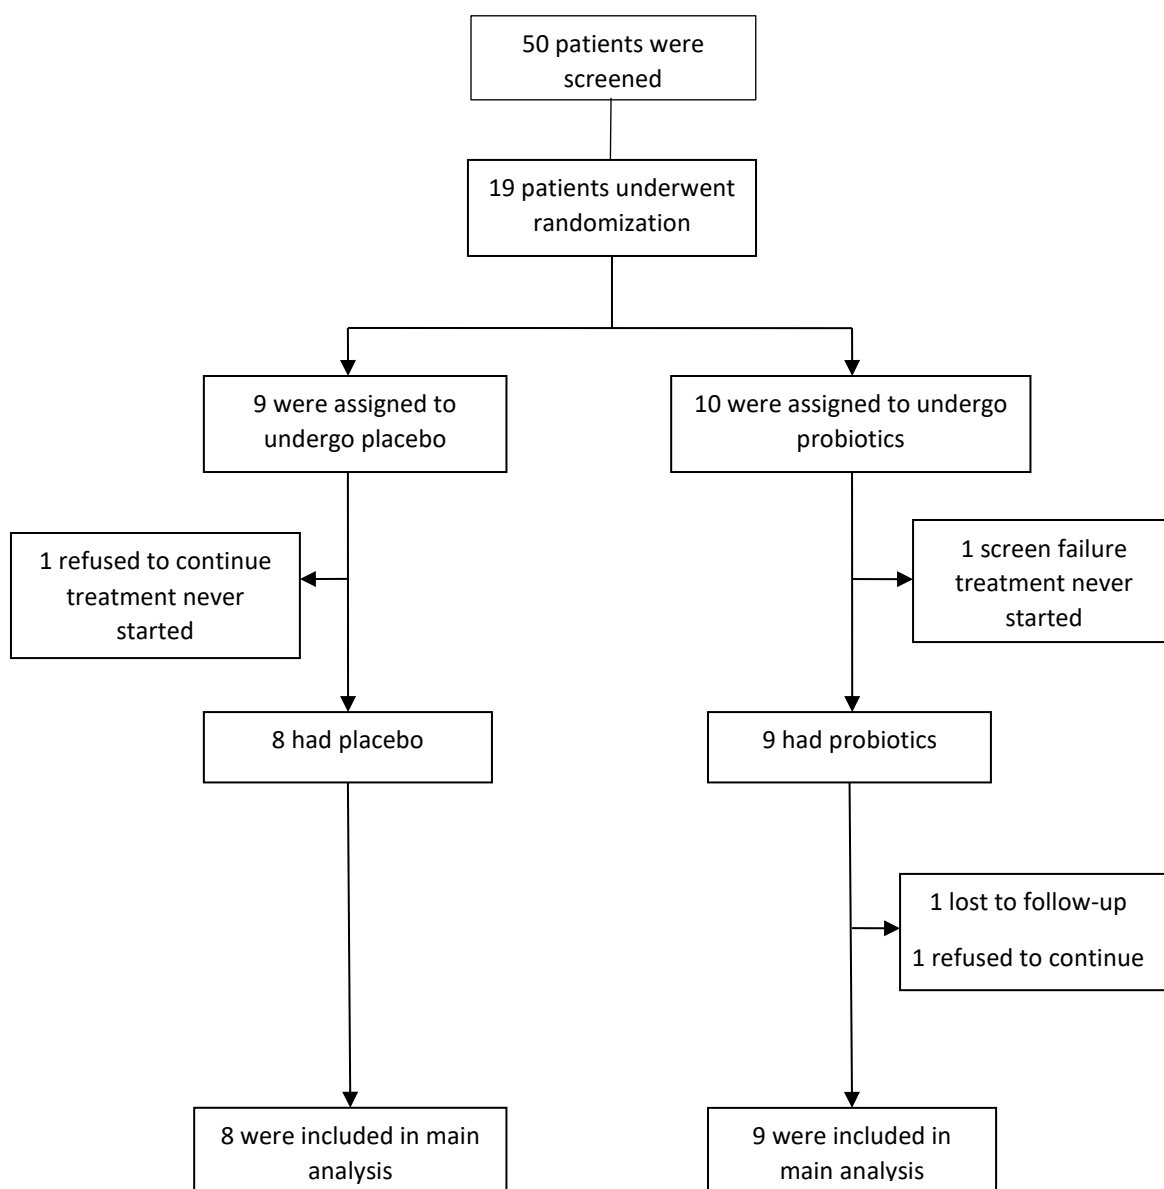 50 patients were
screened
19 patients underwent
randomization
9 were assigned to
undergo placebo
10 were assigned to undergo
probiotics
1 refused to continue
treatment never
started
1 screen failure
treatment never
started
8 had placebo
9 had probiotics
1 lost to follow-up
1 refused to continue
8 were included in main
analysis
9 were included in
main analysis